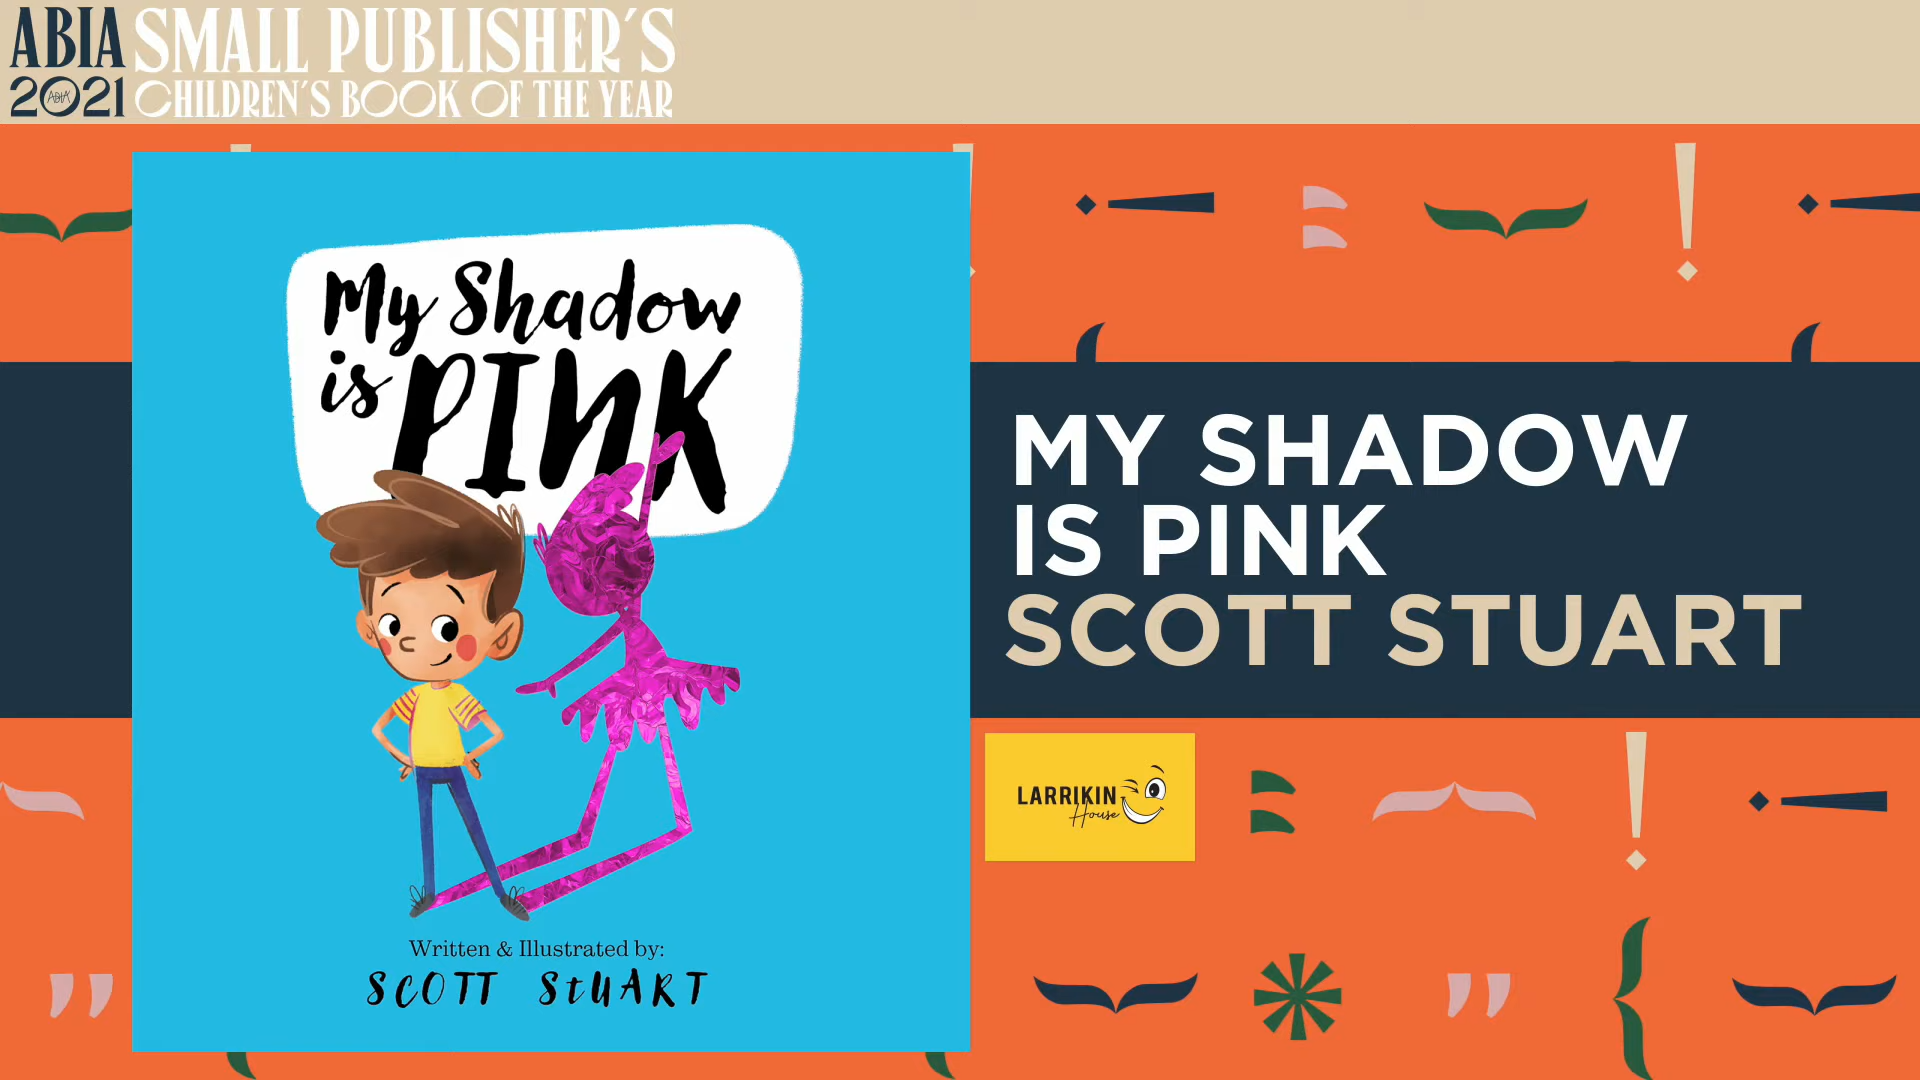 ABIA SMALL PUBLISHER'S
2021 CHILDREN'S BOOK OF THE YEAR
My Shadow
is PINK
Written & Illustrated by:
SCOTT StUART
MY SHADOW
IS PINK
SCOTT STUART
LARRIKIN
House